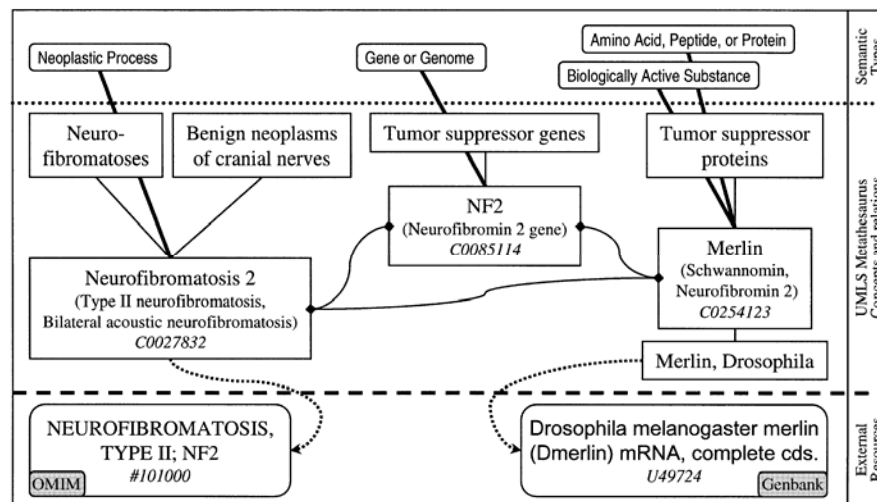 Neoplastic Process
Gene or Genome
Amino Acid, Peptide, or Protein
Biologically Active Substance
Semantic
Types
Neuro-
fibromatoses
Benign neoplasms
of cranial nerves
Tumor suppressor genes
Tumor suppressor
proteins
NF2
(Neurofibromin 2 gene)
C0085114
Merlin
(Schwannomin,
Neurofibromin 2)
C0254123
Neurofibromatosis 2
(Type II neurofibromatosis,
Bilateral acoustic neurofibromatosis)
C0027832
Merlin, Drosophila
UMLS Metathesaurus
Concepts and relations
NEUROFIBROMATOSIS,
TYPE II; NF2
#101000
OMIM
Drosophila melanogaster merlin
(Dmerlin) mRNA, complete cds.
U49724
Genbank
External
Resources